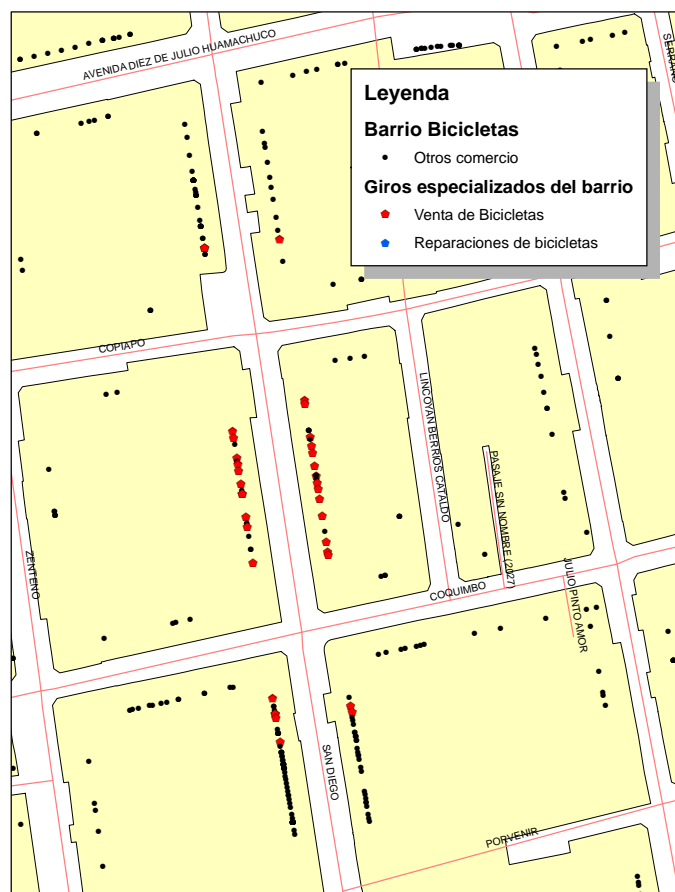 AVENIDA DIEZ DE JULIO HUAMACHUCO
SERRANO
Leyenda
Barrio Bicicletas
Otros comercio
Giros especializados del barrio
Venta de Bicicletas
Reparaciones de bicicletas
COPIAPO
LINCOYAN BERRIOS CATALDO
PASAJE SIN NOMBRE (2027)
ZENTENO
COQUIMBO
JULIO PINTO AMOR
SAN DIEGO
PORVENIR